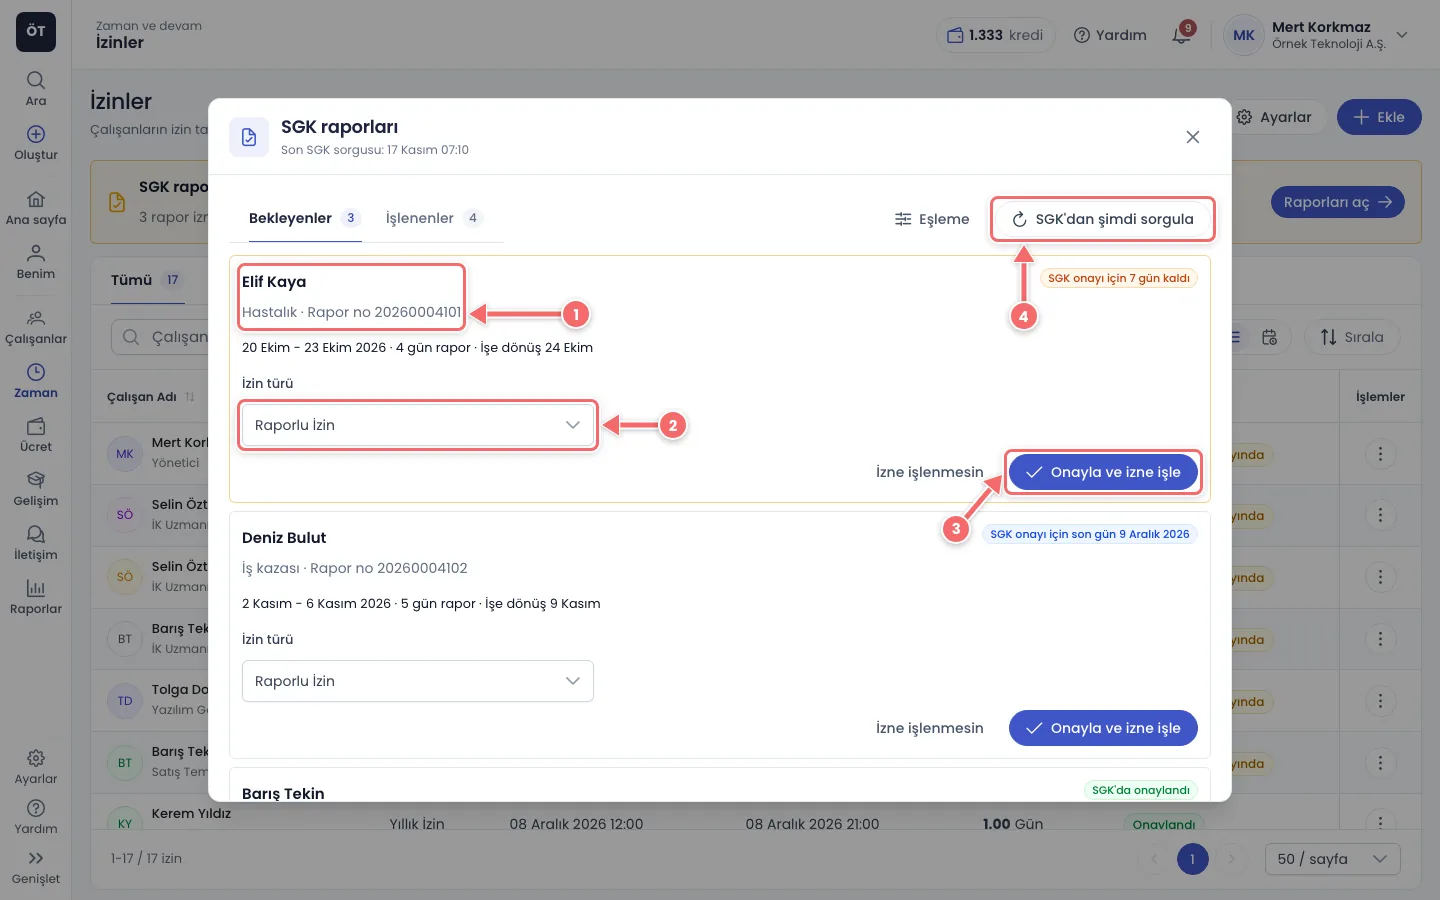 ÖT
Zaman ve devam
İzinler
1.333 kredi
Yardım
9
MK
Mert Korkmaz
Örnek Teknoloji A.Ş.
Ara
Oluştur
Ana sayfa
Benim
Çalışanlar
Zaman
Ücret
Gelişim
İletişim
Raporlar
Ayarlar
Yardım
Genişlet
İzinler
Çalışanların izin ta
Ayarlar
Ekle
SGK rapo
3 rapor izr
Raporları aç
Tümü 17
Çalışan
Sırala
Çalışan Adı
İşlemler
MK
Mert Korl
Yönetici
yında
SÖ
Selin Özt
İK Uzman
yında
SÖ
Selin Özt
İK Uzman
yında
BT
Barış Tek
İK Uzman
yında
TD
Tolga Do
Yazılım Ge
yında
BT
Barış Tek
Satış Tem
yında
KY
Kerem Yıldız
Yıllık İzin
08 Aralık 2026 12:00
08 Aralık 2026 21:00
1.00 Gün
Onaylandı
1-17 / 17 izin
1
50 / sayfa
SGK raporları
Son SGK sorgusu: 17 Kasım 07:10
Bekleyenler 3
İşlenenler 4
Eşleme
SGK'dan şimdi sorgula
Elif Kaya
SGK onayı için 7 gün kaldı
Hastalık · Rapor no 20260004101
1
4
20 Ekim - 23 Ekim 2026 · 4 gün rapor · İşe dönüş 24 Ekim
İzin türü
Raporlu İzin
2
İzne işlenmesin
Onayla ve izne işle
3
Deniz Bulut
SGK onayı için son gün 9 Aralık 2026
İş kazası · Rapor no 20260004102
2 Kasım - 6 Kasım 2026 · 5 gün rapor · İşe dönüş 9 Kasım
İzin türü
Raporlu İzin
İzne işlenmesin
Onayla ve izne işle
Barış Tekin
SGK'da onaylandı